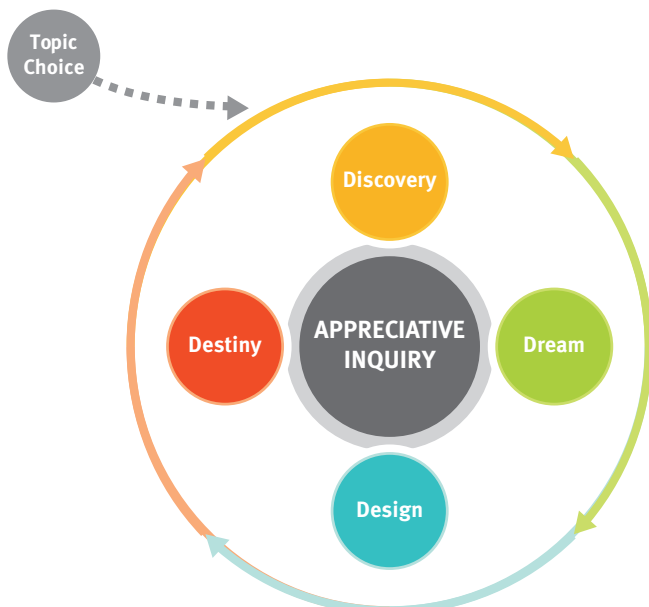 Topic
Choice
Discovery
Destiny
APPRECIATIVE
INQUIRY
Dream
Design